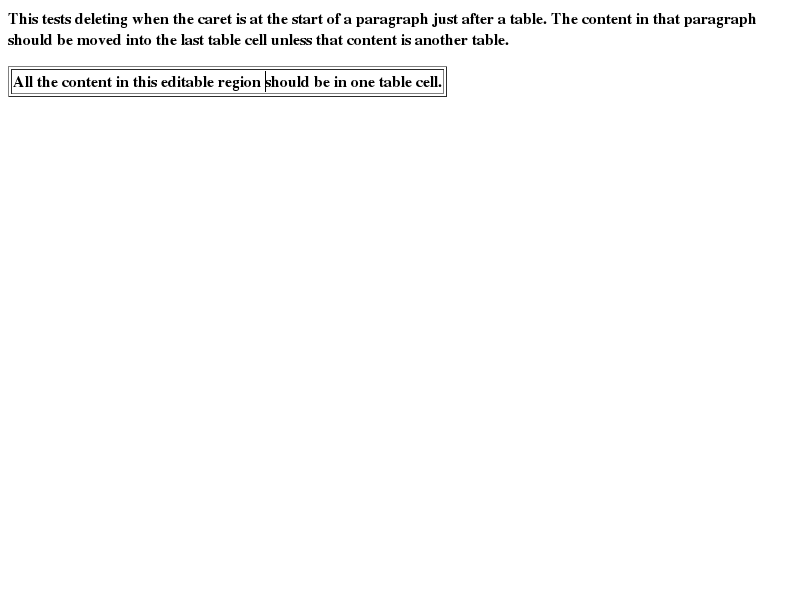 This tests deleting when the caret is at the start of a paragraph just after a table. The content in that paragraph
should be moved into the last table cell unless that content is another table.
All the content in this editable region should be in one table cell.